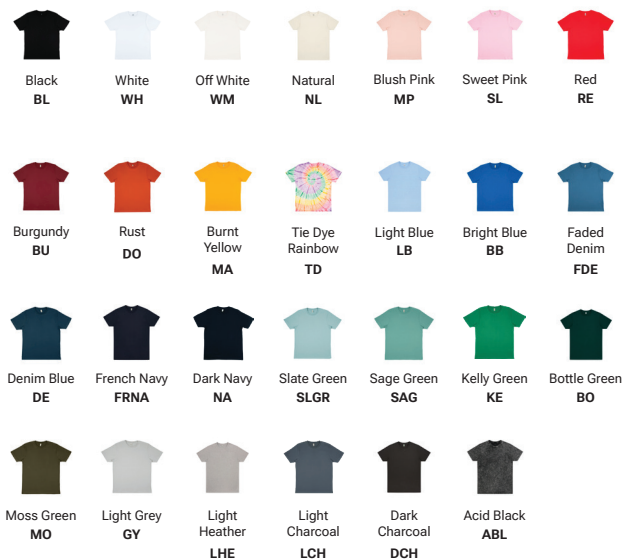 Black
BL
White
WH
Off White
WM
Natural
NL
Blush Pink
MP
Sweet Pink
SL
Red
RE
Burgundy
BU
Rust
DO
Burnt
Yellow
MA
Tie Dye
Rainbow
TD
Light Blue
LB
Bright Blue
BB
Faded
Denim
FDE
Denim Blue
DE
French Navy
FRNA
Dark Navy
NA
Slate Green
SLGR
Sage Green
SAG
Kelly Green
KE
Bottle Green
BO
Moss Green
MO
Light Grey
GY
Light
Heather
LHE
Light
Charcoal
LCH
Dark
Charcoal
DCH
Acid Black
ABL